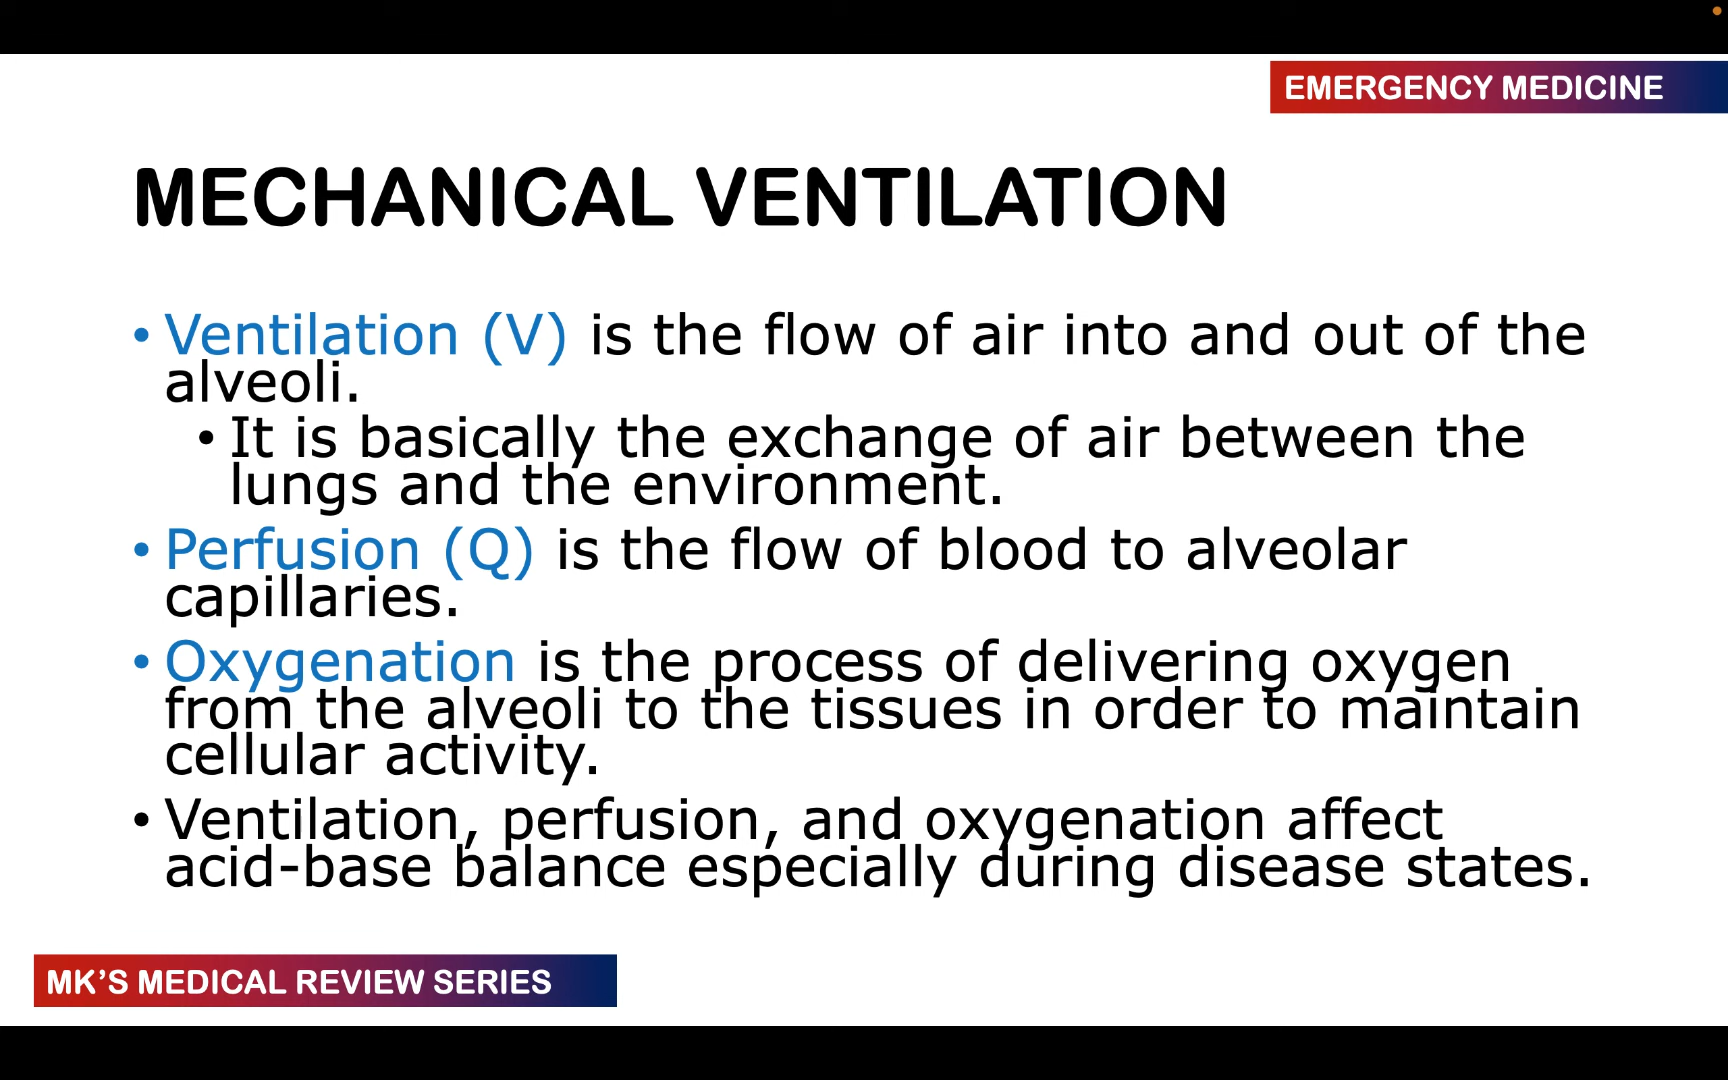 EMERGENCY MEDICINE
MECHANICAL VENTILATION
• Ventilation (V) is the flow of air into and out of the
alveoli.
• It is basically the exchange of air between the
lungs and the environment.
• Perfusion (Q) is the flow of blood to alveolar
capillaries.
• Oxygenation is the process of delivering oxygen
from the alveoli to the tissues in order to maintain
cellular activity.
• Ventilation, perfusion, and oxygenation affect
acid-base balance especially during disease states.
MK’S MEDICAL REVIEW SERIES